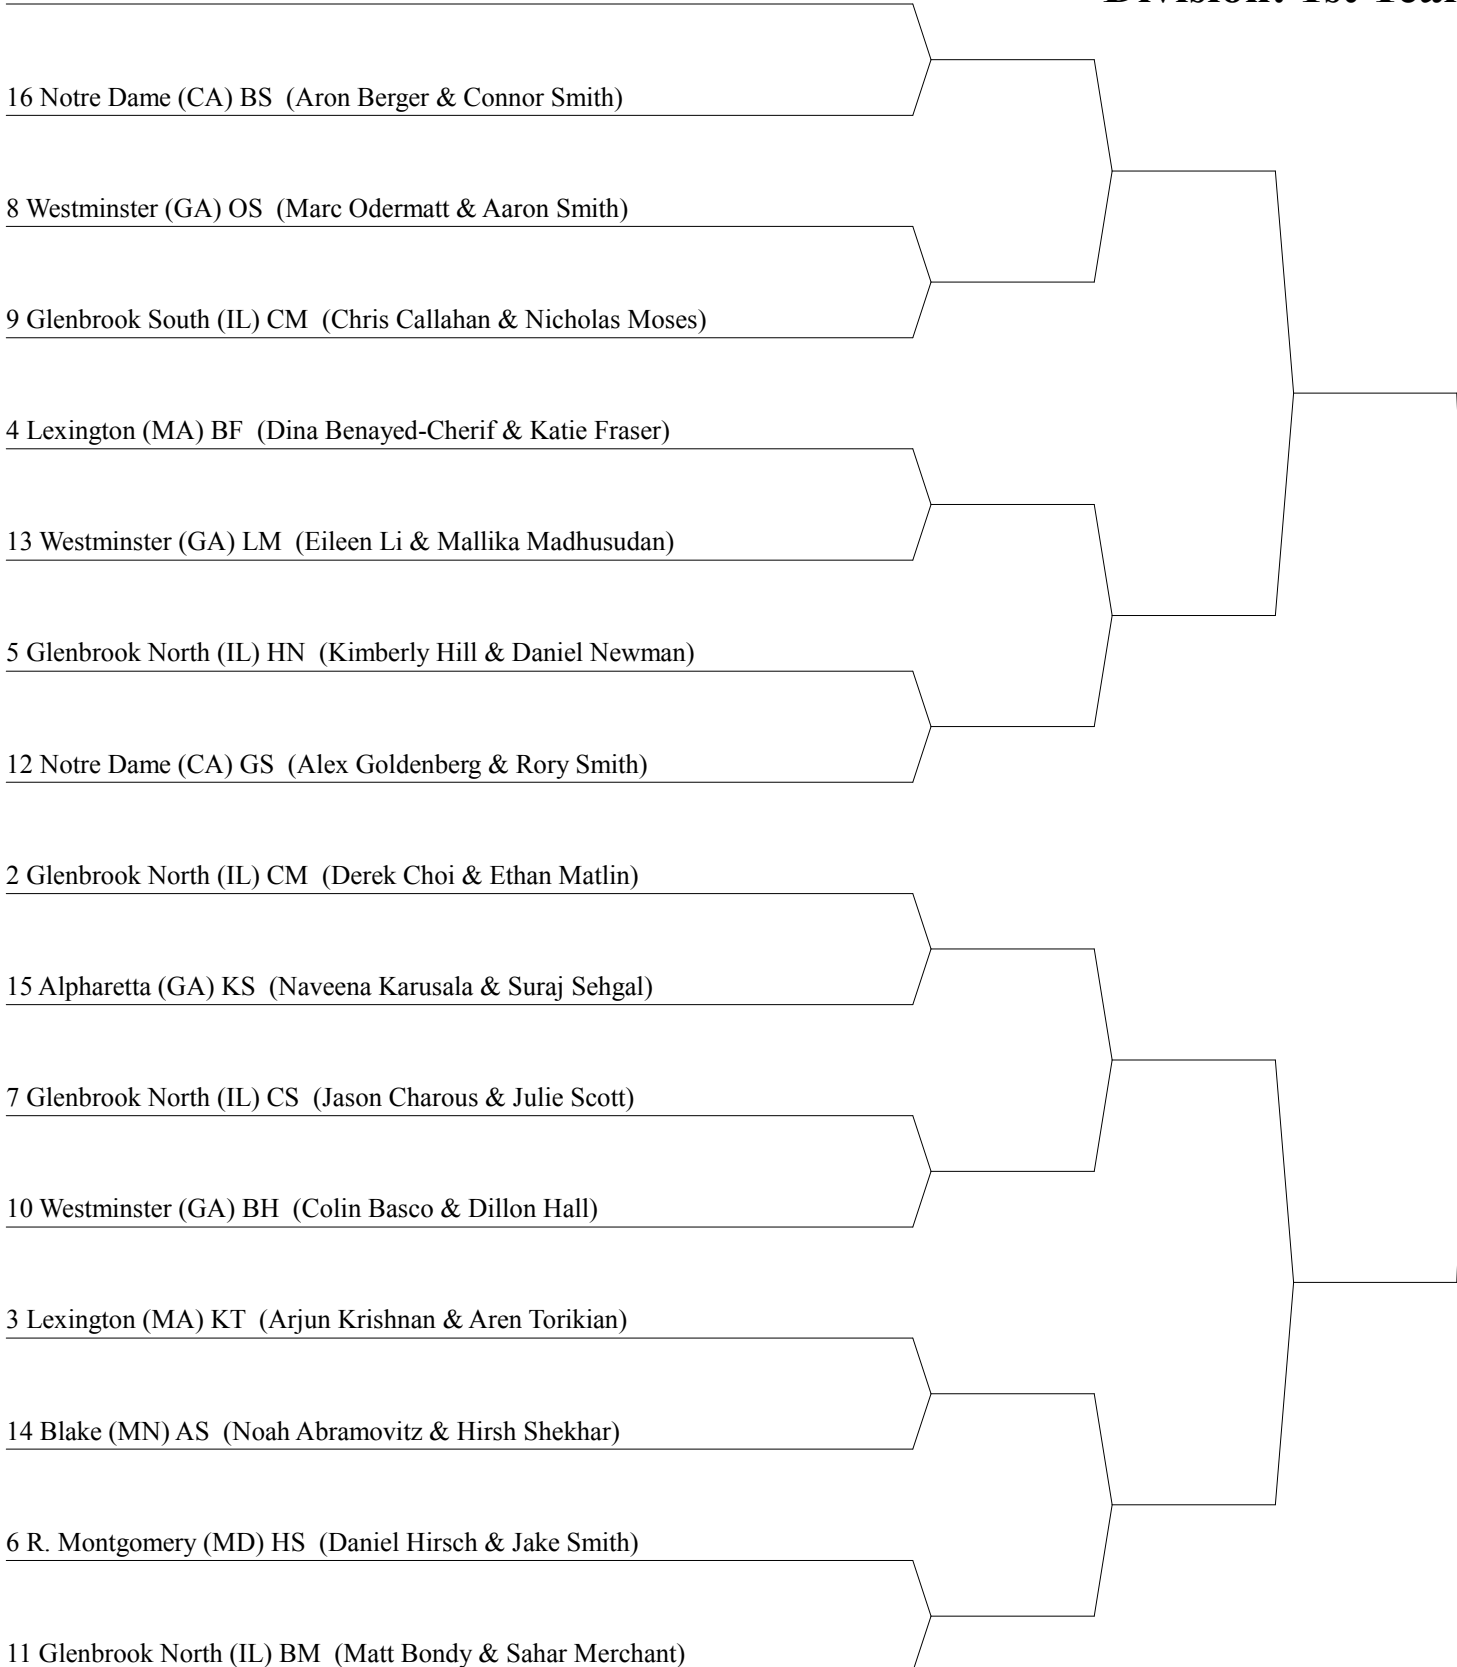 Division: 1st Year
16 Notre Dame (CA) BS (Aron Berger & Connor Smith)
8 Westminster (GA) OS (Marc Odermatt & Aaron Smith)
9 Glenbrook South (IL) CM (Chris Callahan & Nicholas Moses)
4 Lexington (MA) BF (Dina Benayed-Cherif & Katie Fraser)
13 Westminster (GA) LM (Eileen Li & Mallika Madhusudan)
5 Glenbrook North (IL) HN (Kimberly Hill & Daniel Newman)
12 Notre Dame (CA) GS (Alex Goldenberg & Rory Smith)
2 Glenbrook North (IL) CM (Derek Choi & Ethan Matlin)
15 Alpharetta (GA) KS (Naveena Karusala & Suraj Sehgal)
7 Glenbrook North (IL) CS (Jason Charous & Julie Scott)
10 Westminster (GA) BH (Colin Basco & Dillon Hall)
3 Lexington (MA) KT (Arjun Krishnan & Aren Torikian)
14 Blake (MN) AS (Noah Abramovitz & Hirsh Shekhar)
6 R. Montgomery (MD) HS (Daniel Hirsch & Jake Smith)
11 Glenbrook North (IL) BM (Matt Bondy & Sahar Merchant)